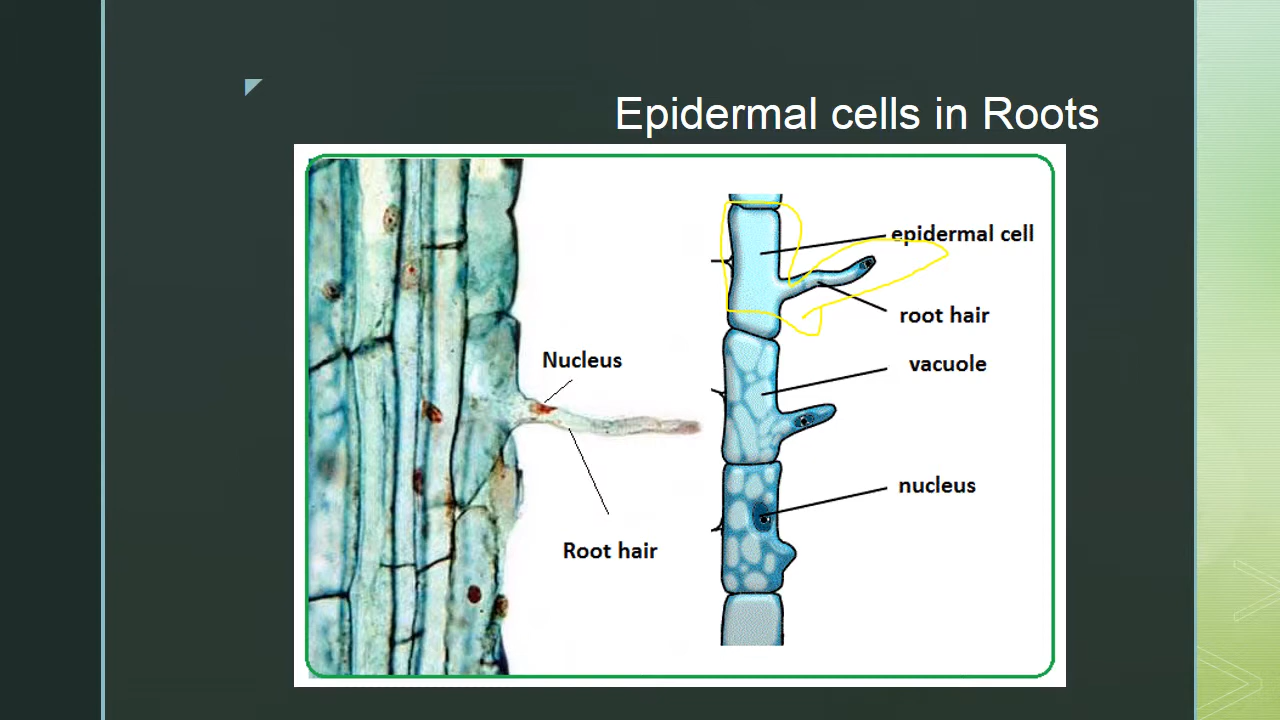 Epidermal cells in Roots
Nucleus
Root hair
epidermal cell
root hair
vacuole
nucleus